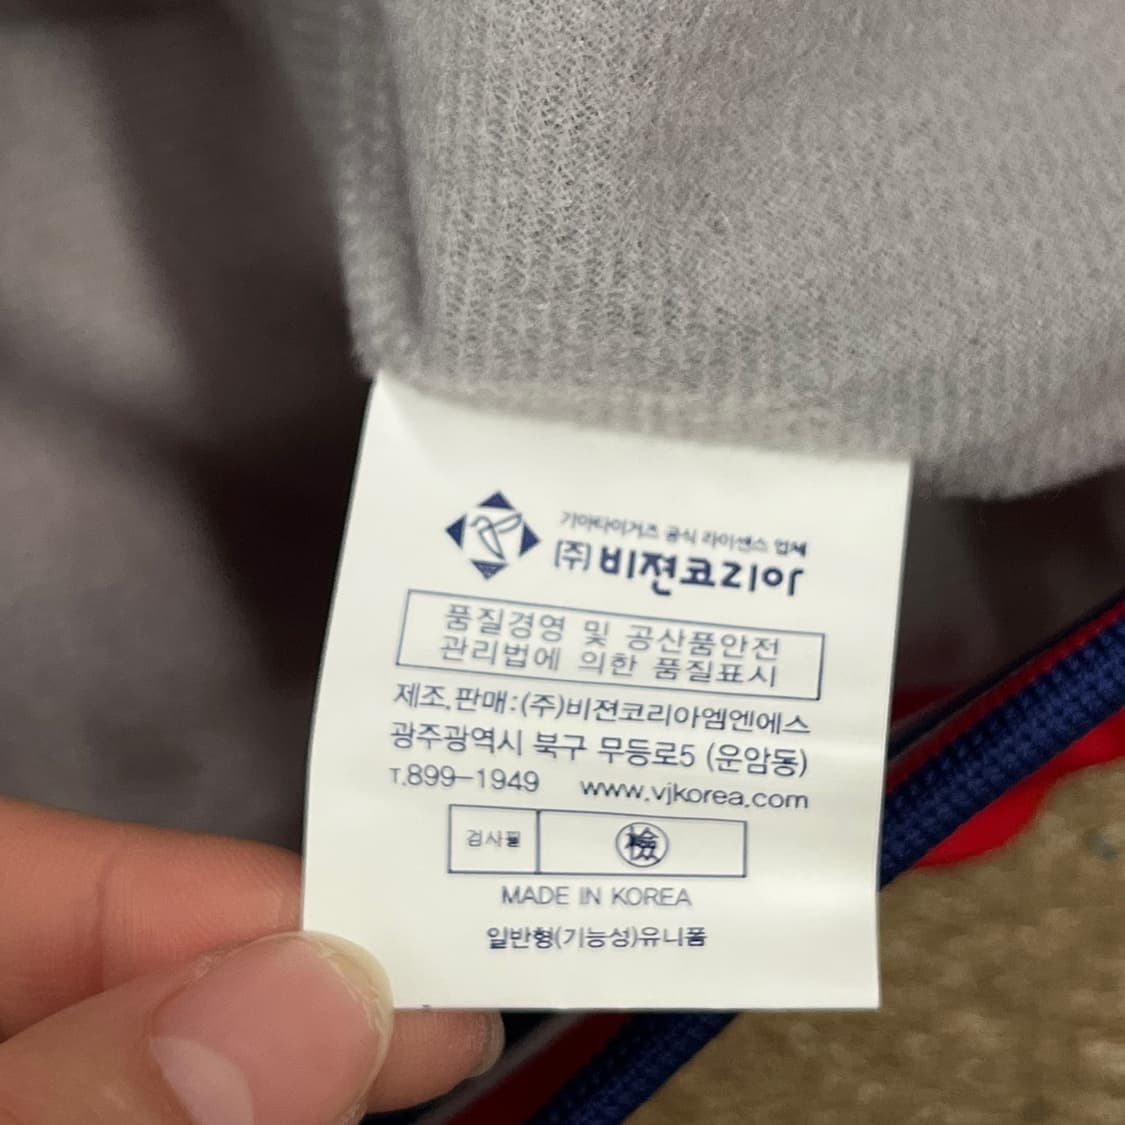 기아타이거즈 공식 라이센스 업체
(주)비젼코리아
품질경영 및 공산품안전
관리법에 의한 품질표시
제조,판매:(주)비젼코리아엠엔에스
광주광역시 북구 무등로5 (운암동)
T.899-1949 www.vjkorea.com
검사필 檢
MADE IN KOREA
일반형(기능성)유니폼